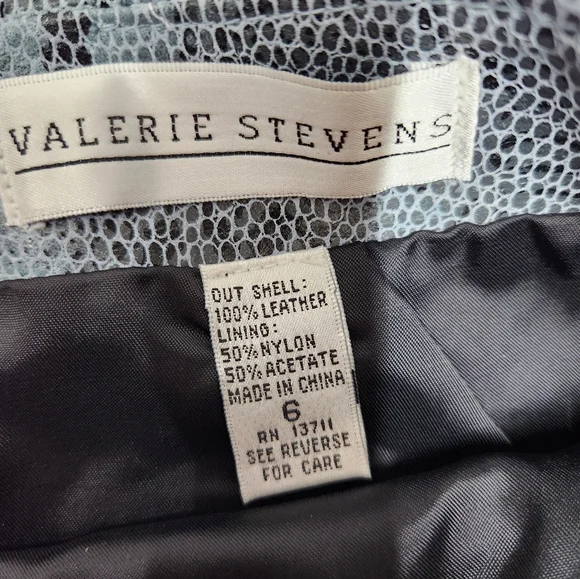 VALERIE STEVENS
OUT SHELL:
100% LEATHER
LINING:
50% NYLON
50% ACETATE
MADE IN CHINA
6
RN 13711
SEE REVERSE
FOR CARE